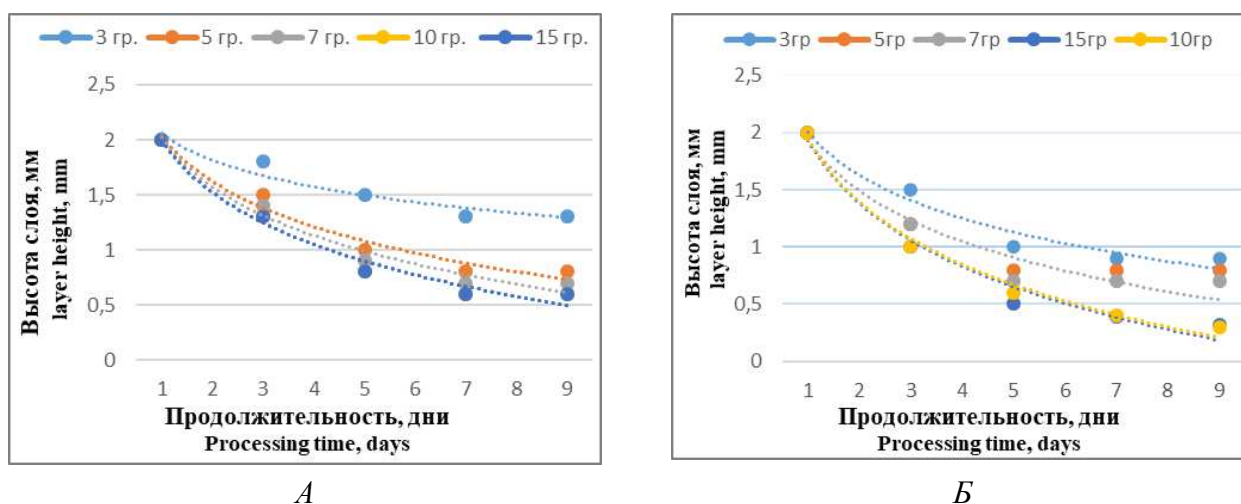 3 гр. 5 гр. 7 гр. 10 гр. 15 гр.
2,5
2
1,5
1
0,5
0
1 2 3 4 5 6 7 8 9
Высота слоя, мм
layer height, mm
Продолжительность, дни
Processing time, days
А
3гр 5гр 7гр 15гр 10гр
2,5
2
1,5
1
0,5
0
1 2 3 4 5 6 7 8 9
Высота слоя, мм
layer height, mm
Продолжительность, дни
Processing time, days
Б